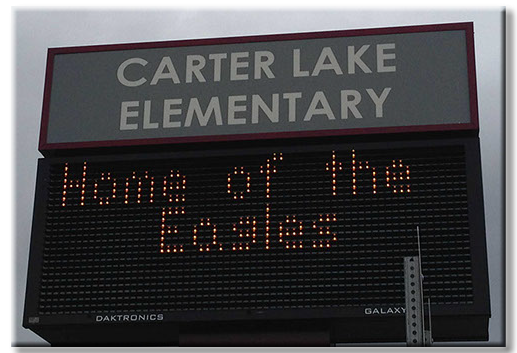 CARTER LAKE
ELEMENTARY
Home of the
Eagles
DAKTRONICS
GALAXY